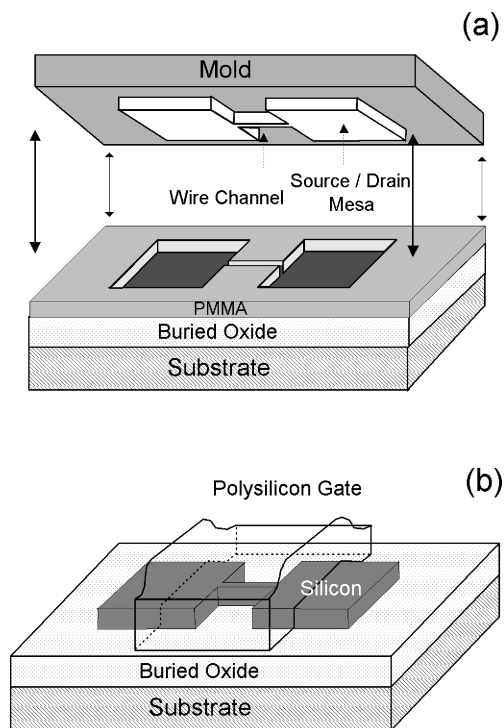 (a)
Mold
Wire Channel
Source / Drain
Mesa
PMMA
Buried Oxide
Substrate
(b)
Polysilicon Gate
Silicon
Buried Oxide
Substrate